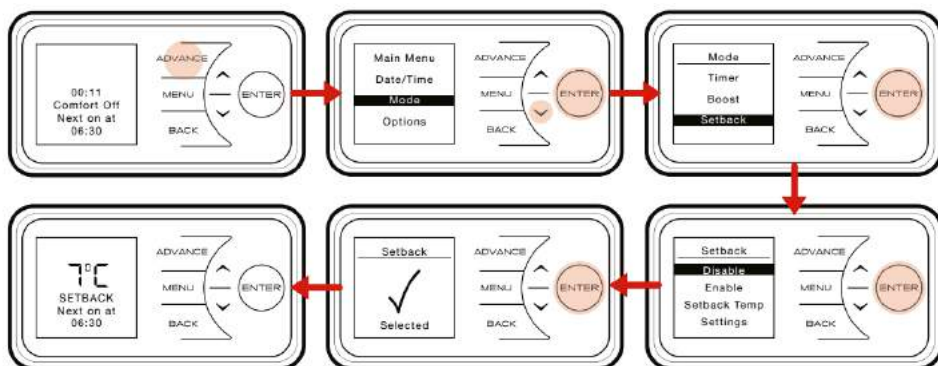 00:11
Comfort Off
Next on at
06:30
ADVANCE
MENU
BACK
ENTER
Main Menu
Date/Time
Mode
Options
ADVANCE
MENU
BACK
ENTER
Mode
Timer
Boost
Setback
ADVANCE
MENU
BACK
ENTER
7°C
SETBACK
Next on at
06:30
ADVANCE
MENU
BACK
ENTER
Setback
Selected
ADVANCE
MENU
BACK
ENTER
Setback
Disable
Enable
Setback Temp
Settings
ADVANCE
MENU
BACK
ENTER